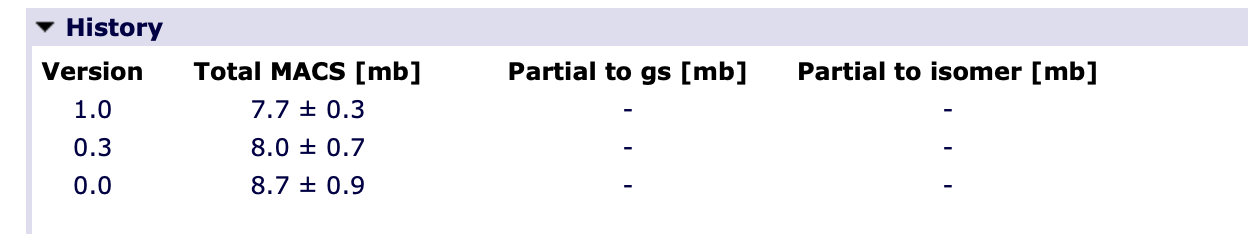 ▼ History
Version Total MACS [mb] Partial to gs [mb] Partial to isomer [mb]
1.0 7.7 ± 0.3 - -
0.3 8.0 ± 0.7 - -
0.0 8.7 ± 0.9 - -